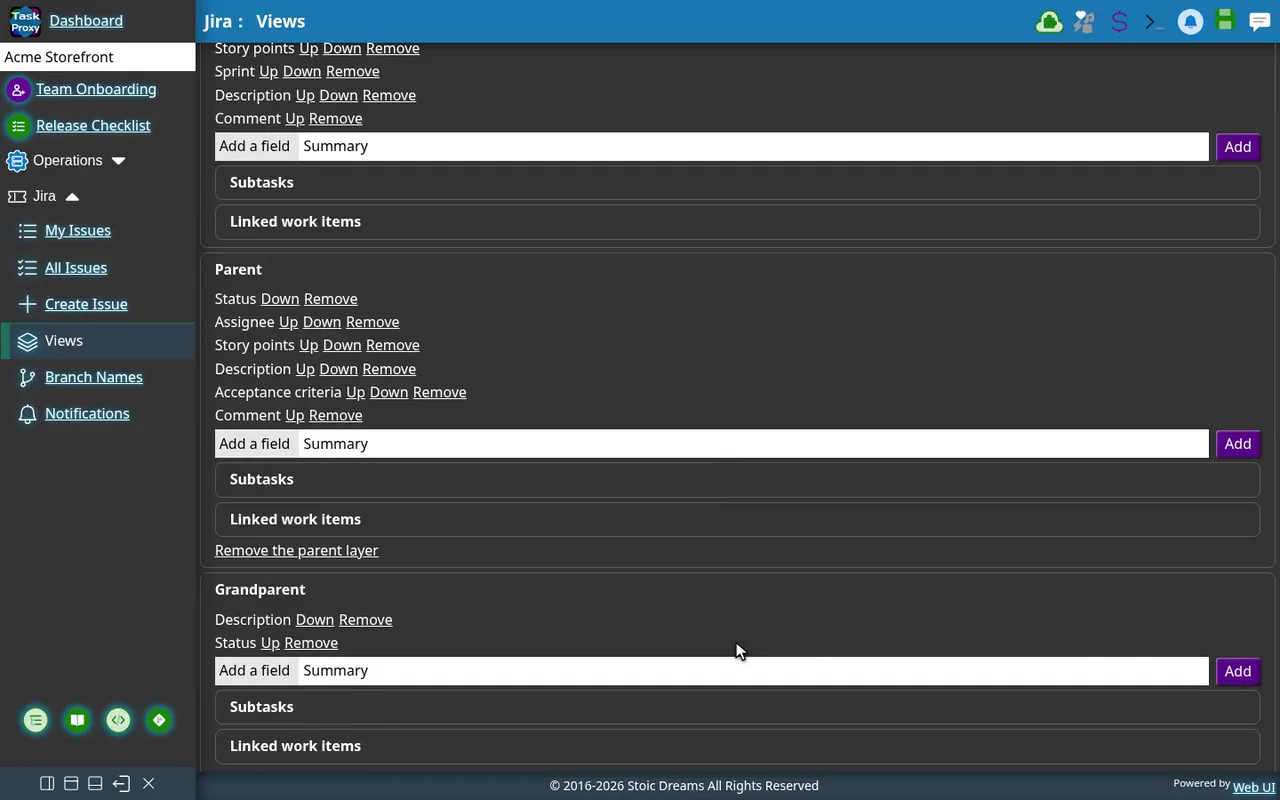 Task Proxy Dashboard
Jira : Views
Acme Storefront
Team Onboarding
Release Checklist
Operations
Jira
My Issues
All Issues
Create Issue
Views
Branch Names
Notifications
Story points Up Down Remove
Sprint Up Down Remove
Description Up Down Remove
Comment Up Remove
Add a field Summary Add
Subtasks
Linked work items
Parent
Status Down Remove
Assignee Up Down Remove
Story points Up Down Remove
Description Up Down Remove
Acceptance criteria Up Down Remove
Comment Up Remove
Add a field Summary Add
Subtasks
Linked work items
Remove the parent layer
Grandparent
Description Down Remove
Status Up Remove
Add a field Summary Add
Subtasks
Linked work items
© 2016-2026 Stoic Dreams All Rights Reserved
Powered by Web UI